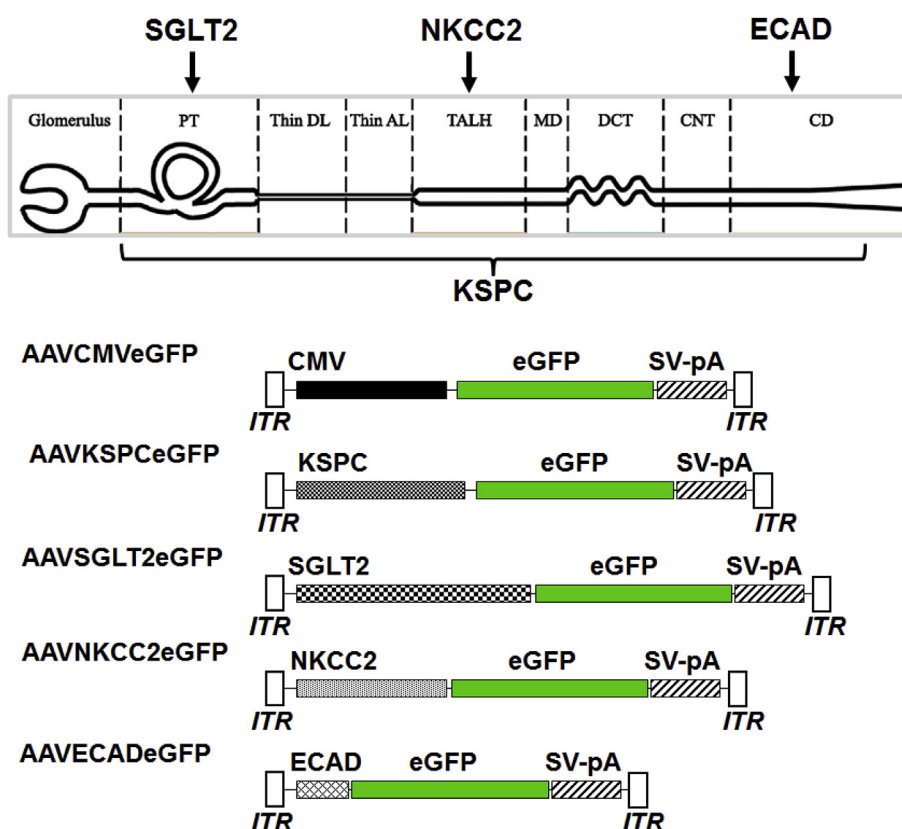 SGLT2 NKCC2 ECAD
Glomerulus PT Thin DL Thin AL TALH MD DCT CNT CD
KSPC
AAVCMVeGFP
CMV eGFP SV-pA
ITR ITR
AAVKSPCeGFP
KSPC eGFP SV-pA
ITR ITR
AAVSGLT2eGFP
SGLT2 eGFP SV-pA
ITR ITR
AAVNKCC2eGFP
NKCC2 eGFP SV-pA
ITR ITR
AAVECADeGFP
ECAD eGFP SV-pA
ITR ITR